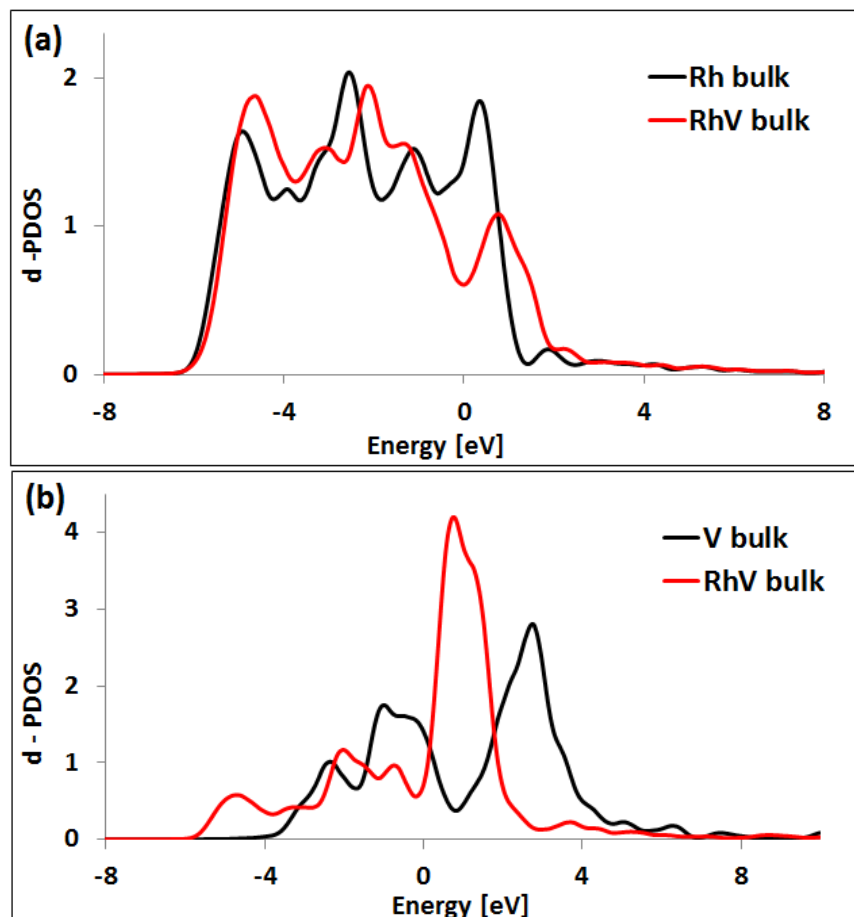 (a)
Rh bulk
RhV bulk
d -PDOS
2
1
0
-8
-4
0
4
8
Energy [eV]
(b)
V bulk
RhV bulk
d - PDOS
4
3
2
1
0
-8
-4
0
4
8
Energy [eV]